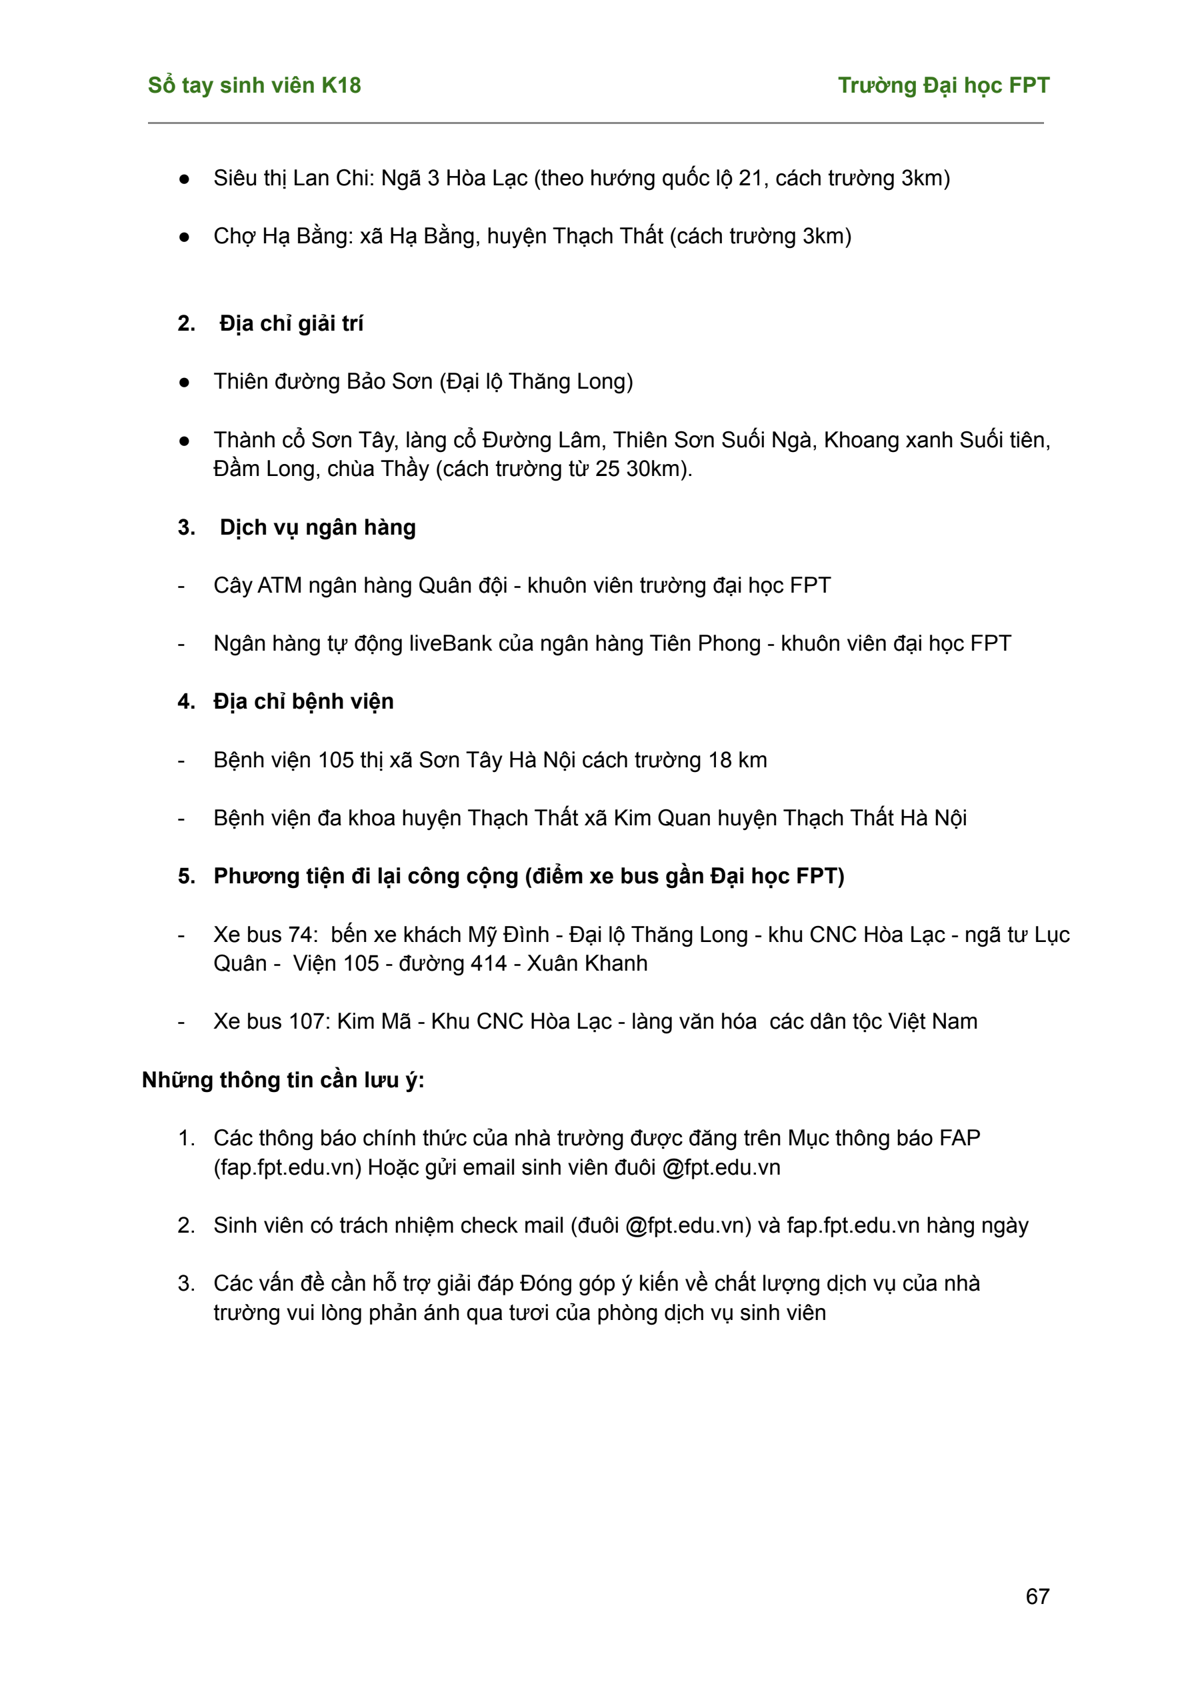 Sổ tay sinh viên K18 Trường Đại học FPT
● Siêu thị Lan Chi: Ngã 3 Hòa Lạc (theo hướng quốc lộ 21, cách trường 3km)
● Chợ Hạ Bằng: xã Hạ Bằng, huyện Thạch Thất (cách trường 3km)
2. Địa chỉ giải trí
● Thiên đường Bảo Sơn (Đại lộ Thăng Long)
● Thành cổ Sơn Tây, làng cổ Đường Lâm, Thiên Sơn Suối Ngà, Khoang xanh Suối tiên,
Đầm Long, chùa Thầy (cách trường từ 25 30km).
3. Dịch vụ ngân hàng
- Cây ATM ngân hàng Quân đội - khuôn viên trường đại học FPT
- Ngân hàng tự động liveBank của ngân hàng Tiên Phong - khuôn viên đại học FPT
4. Địa chỉ bệnh viện
- Bệnh viện 105 thị xã Sơn Tây Hà Nội cách trường 18 km
- Bệnh viện đa khoa huyện Thạch Thất xã Kim Quan huyện Thạch Thất Hà Nội
5. Phương tiện đi lại công cộng (điểm xe bus gần Đại học FPT)
- Xe bus 74: bến xe khách Mỹ Đình - Đại lộ Thăng Long - khu CNC Hòa Lạc - ngã tư Lục
Quân - Viện 105 - đường 414 - Xuân Khanh
- Xe bus 107: Kim Mã - Khu CNC Hòa Lạc - làng văn hóa các dân tộc Việt Nam
Những thông tin cần lưu ý:
1. Các thông báo chính thức của nhà trường được đăng trên Mục thông báo FAP
(fap.fpt.edu.vn) Hoặc gửi email sinh viên đuôi @fpt.edu.vn
2. Sinh viên có trách nhiệm check mail (đuôi @fpt.edu.vn) và fap.fpt.edu.vn hàng ngày
3. Các vấn đề cần hỗ trợ giải đáp Đóng góp ý kiến về chất lượng dịch vụ của nhà
trường vui lòng phản ánh qua tươi của phòng dịch vụ sinh viên
67